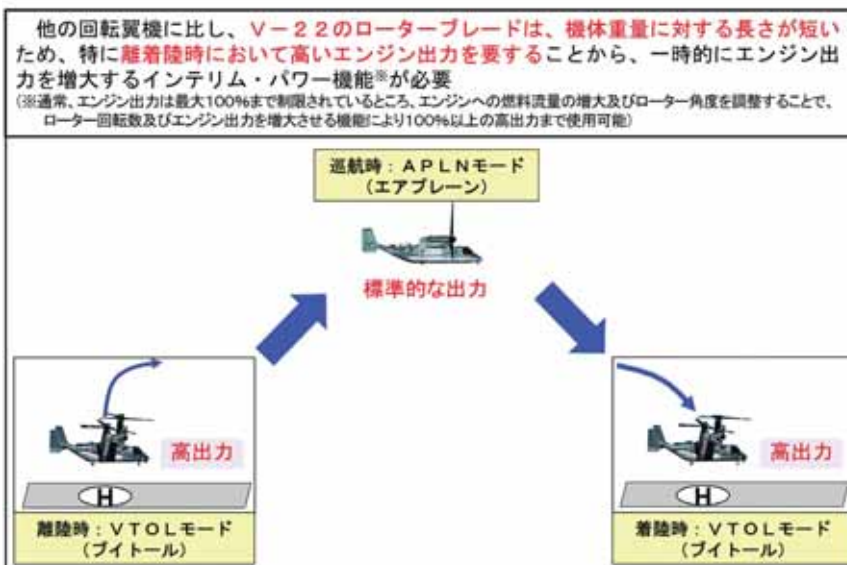 他の回転翼機に比し、Ｖ－２２のローターブレードは、機体重量に対する長さが短い
ため、特に離着陸時において高いエンジン出力を要することから、一時的にエンジン出
力を増大するインテリム・パワー機能※が必要
(※通常、エンジン出力は最大100%まで制限されているところ、エンジンへの燃料流量の増大及びローター角度を調整することで、
ローター回転数及びエンジン出力を増大させる機能により100%以上の高出力まで使用可能)
巡航時：ＡＰＬＮモード
(エアプレーン)
標準的な出力
高出力
H
離陸時：ＶＴＯＬモード
(ブイトール)
高出力
H
着陸時：ＶＴＯＬモード
(ブイトール)